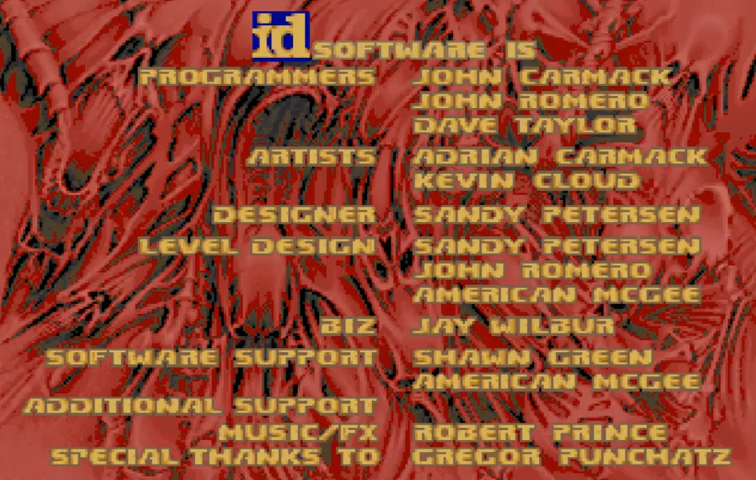 id SOFTWARE IS
PROGRAMMERS JOHN CARMACK
JOHN ROMERO
DAVE TAYLOR
ARTISTS ADRIAN CARMACK
KEVIN CLOUD
DESIGNER SANDY PETERSEN
LEVEL DESIGN SANDY PETERSEN
JOHN ROMERO
AMERICAN MCGEE
BIZ JAY WILBUR
SOFTWARE SUPPORT SHAWN GREEN
AMERICAN MCGEE
ADDITIONAL SUPPORT
MUSIC/FX ROBERT PRINCE
SPECIAL THANKS TO GREGOR PUNCHATZ